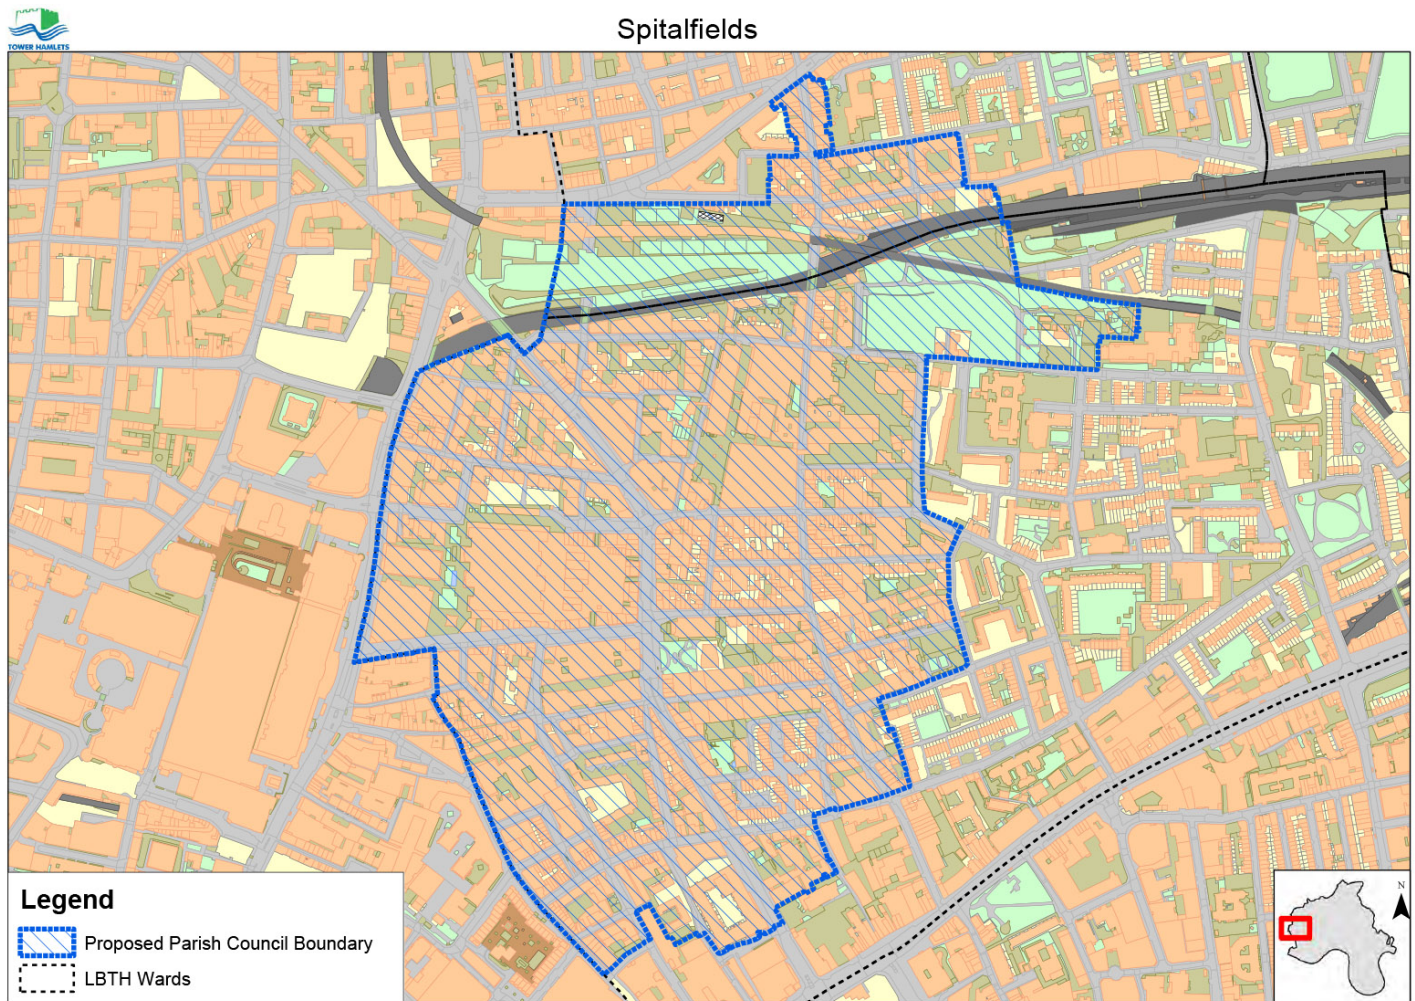 TOWER HAMLETS
Spitalfields
Legend
Proposed Parish Council Boundary
LBTH Wards
N